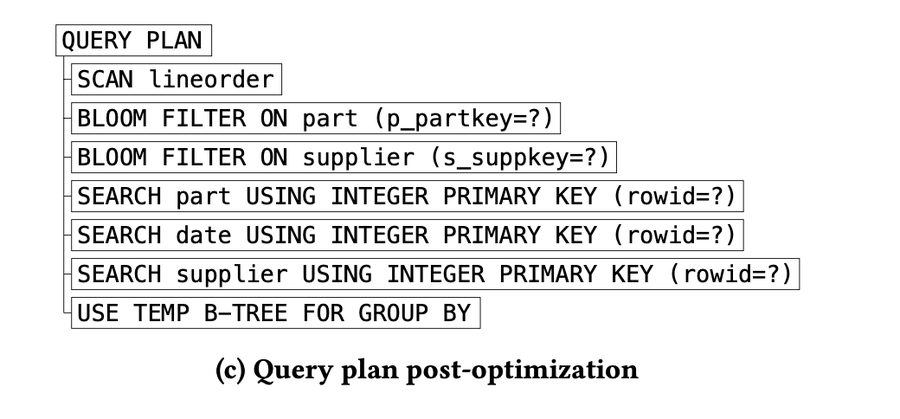 QUERY PLAN
SCAN lineorder
BLOOM FILTER ON part (p_partkey=?)
BLOOM FILTER ON supplier (s_suppkey=?)
SEARCH part USING INTEGER PRIMARY KEY (rowid=?)
SEARCH date USING INTEGER PRIMARY KEY (rowid=?)
SEARCH supplier USING INTEGER PRIMARY KEY (rowid=?)
USE TEMP B-TREE FOR GROUP BY
(c) Query plan post-optimization